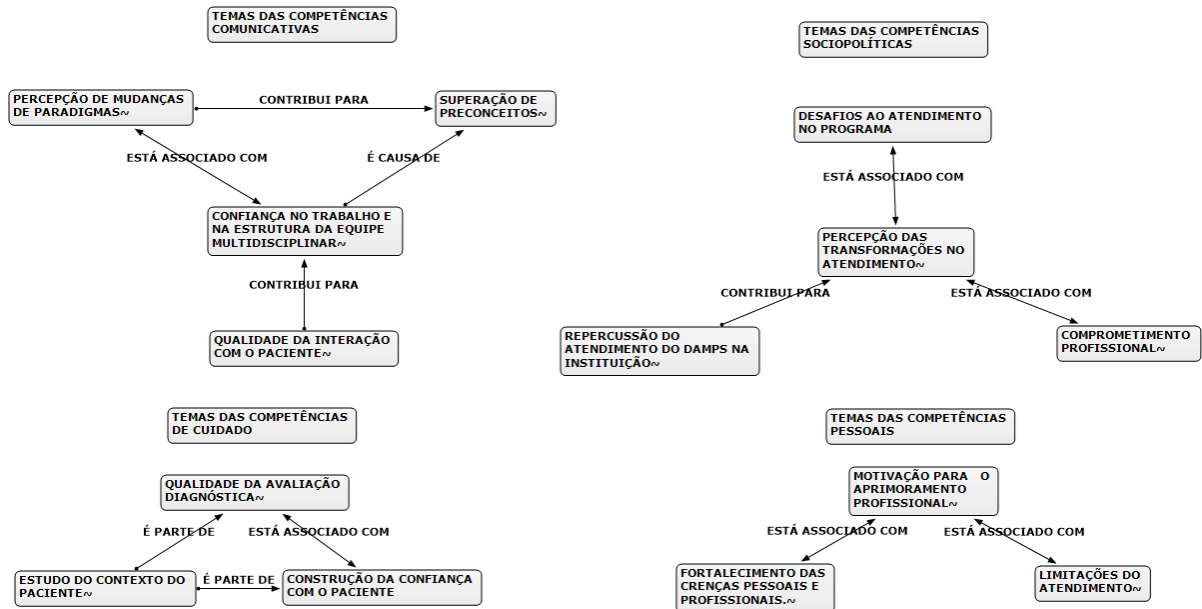 TEMAS DAS COMPETÊNCIAS
COMUNICATIVAS
PERCEPÇÃO DE MUDANÇAS
DE PARADIGMAS~
CONTRIBUI PARA
SUPERAÇÃO DE
PRECONCEITOS~
ESTÁ ASSOCIADO COM
É CAUSA DE
CONFIANÇA NO TRABALHO E
NA ESTRUTURA DA EQUIPE
MULTIDISCIPLINAR~
CONTRIBUI PARA
QUALIDADE DA INTERAÇÃO
COM O PACIENTE~
TEMAS DAS COMPETÊNCIAS
SOCIOPOLÍTICAS
DESAFIOS AO ATENDIMENTO
NO PROGRAMA
ESTÁ ASSOCIADO COM
PERCEPÇÃO DAS
TRANSFORMAÇÕES NO
ATENDIMENTO~
CONTRIBUI PARA
ESTÁ ASSOCIADO COM
REPERCUSSÃO DO
ATENDIMENTO DO DAMPS NA
INSTITUIÇÃO~
COMPROMETIMENTO
PROFISSIONAL~
TEMAS DAS COMPETÊNCIAS
DE CUIDADO
QUALIDADE DA AVALIAÇÃO
DIAGNÓSTICA~
É PARTE DE
ESTÁ ASSOCIADO COM
ESTUDO DO CONTEXTO DO
PACIENTE~
É PARTE DE
CONSTRUÇÃO DA CONFIANÇA
COM O PACIENTE
TEMAS DAS COMPETÊNCIAS
PESSOAIS
MOTIVAÇÃO PARA O
APRIMORAMENTO
PROFISSIONAL~
ESTÁ ASSOCIADO COM
ESTÁ ASSOCIADO COM
FORTALECIMENTO DAS
CRENÇAS PESSOAIS E
PROFISSIONAIS.~
LIMITAÇÕES DO
ATENDIMENTO~